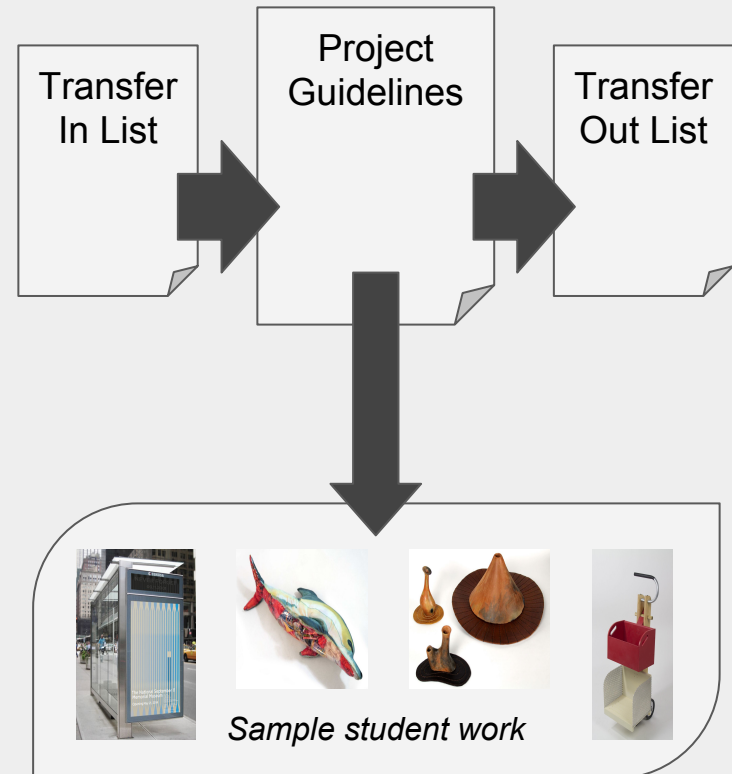 Transfer
In List
Project
Guidelines
Transfer
Out List
Sample student work